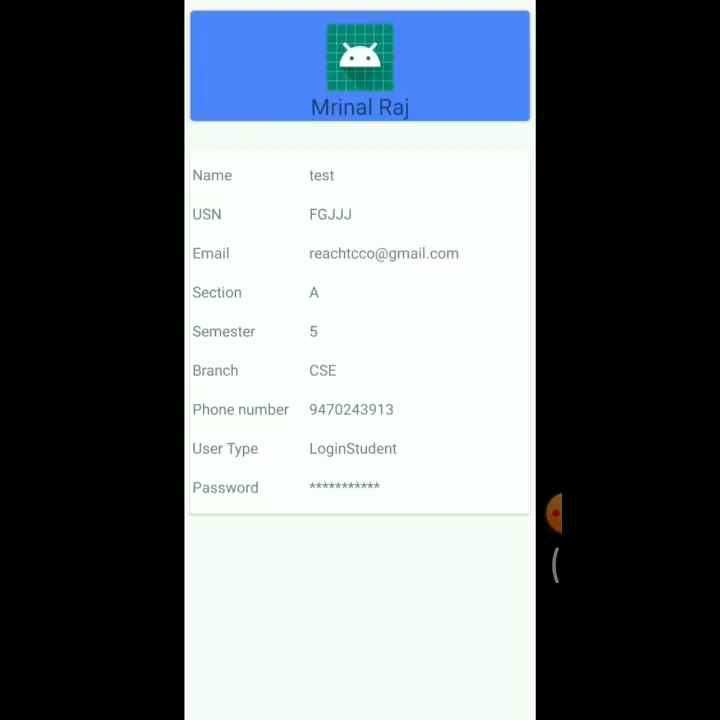 Mrinal Raj
Name test
USN FGJJJ
Email reachtcco@gmail.com
Section A
Semester 5
Branch CSE
Phone number 9470243913
User Type LoginStudent
Password ***********